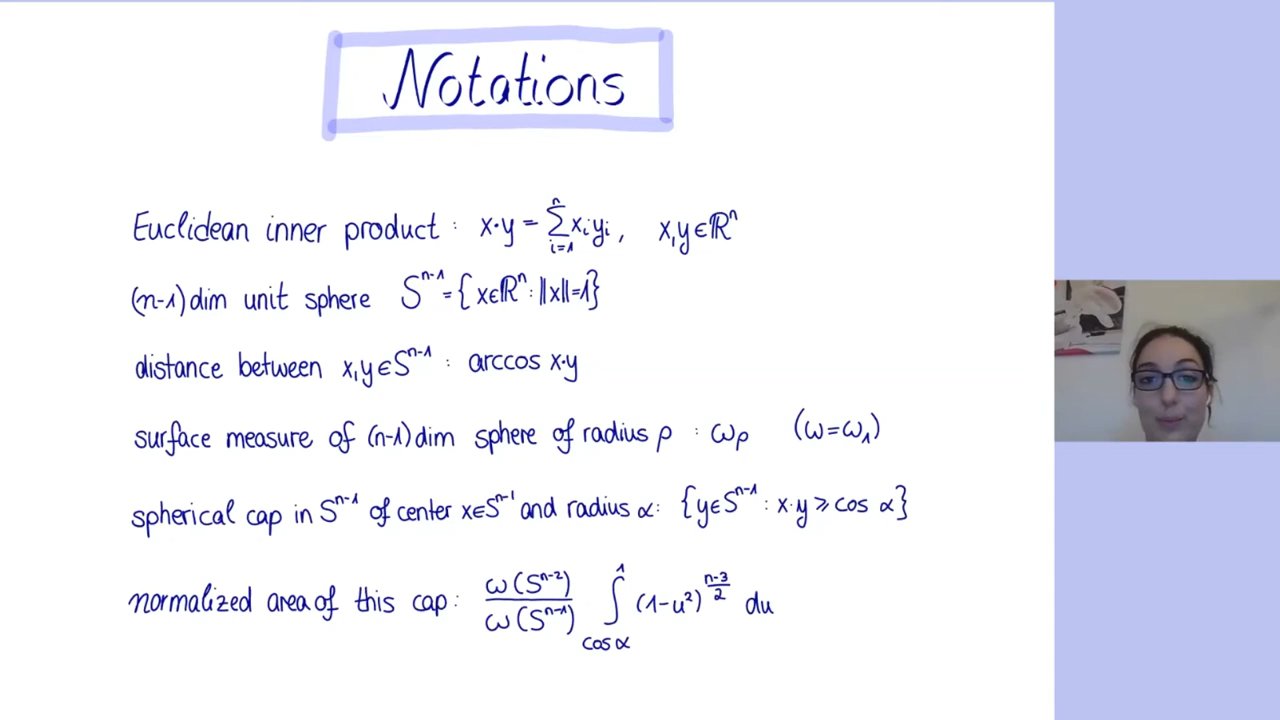 Notations
Euclidean inner product : x·y = ∑_{i=1}^{n} x_i y_i , x,y∈ℝ^n
(n-1)dim unit sphere S^{n-1} = { x∈ℝ^n : ‖x‖=1}
distance between x,y∈S^{n-1} : arccos x·y
surface measure of (n-1)dim sphere of radius ρ : ω_ρ (ω=ω_1)
spherical cap in S^{n-1} of center x∈S^{n-1} and radius α: {y∈S^{n-1} : x·y ⩾ cos α}
normalized area of this cap: \frac{ω(S^{n-2})}{ω(S^{n-1})} ∫_{cos α}^{1} (1-u^2)^{\frac{n-3}{2}} du